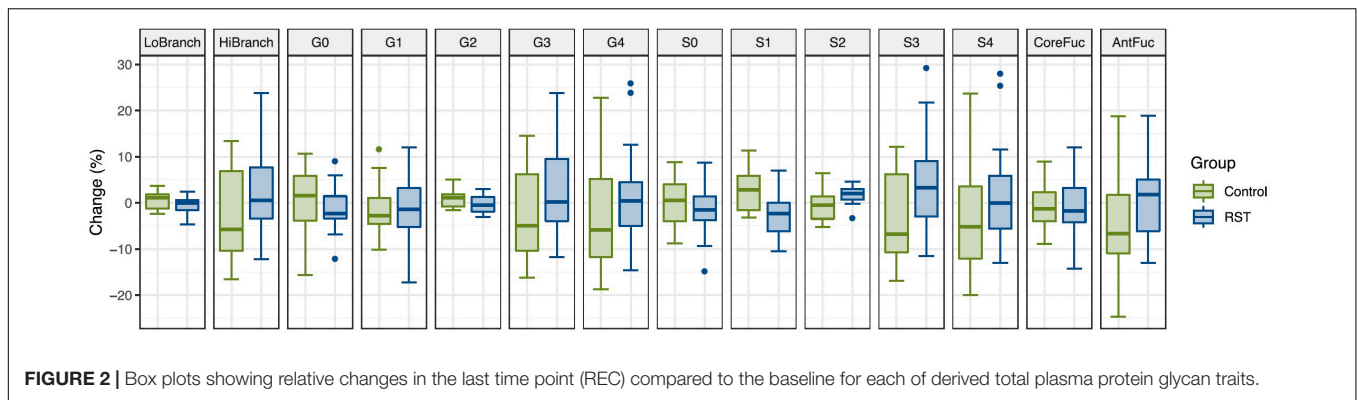 LoBranch HiBranch G0 G1 G2 G3 G4 S0 S1 S2 S3 S4 CoreFuc AntFuc
30
20
10
0
−10
−20
Change (%)
Group
Control
RST
FIGURE 2 | Box plots showing relative changes in the last time point (REC) compared to the baseline for each of derived total plasma protein glycan traits.